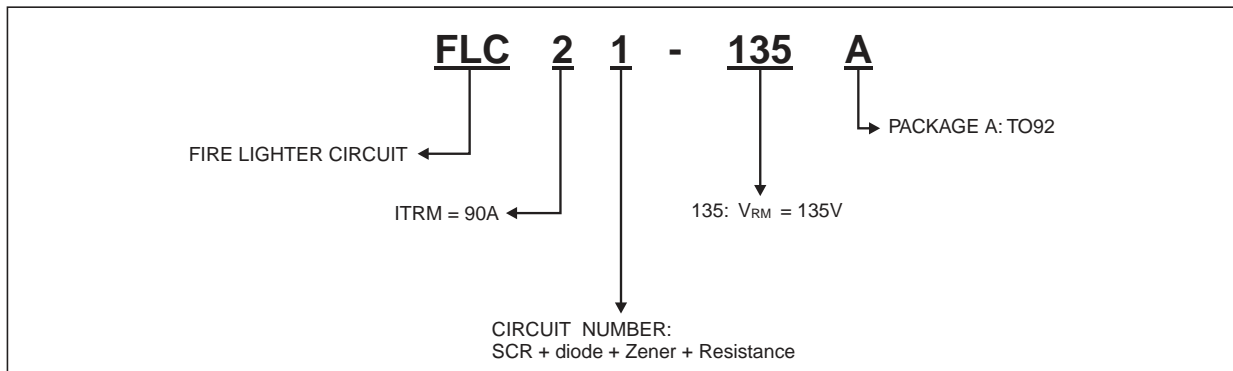 FLC 2 1 - 135 A
PACKAGE A: TO92
FIRE LIGHTER CIRCUIT
ITRM = 90A
135: VRM = 135V
CIRCUIT NUMBER:
SCR + diode + Zener + Resistance